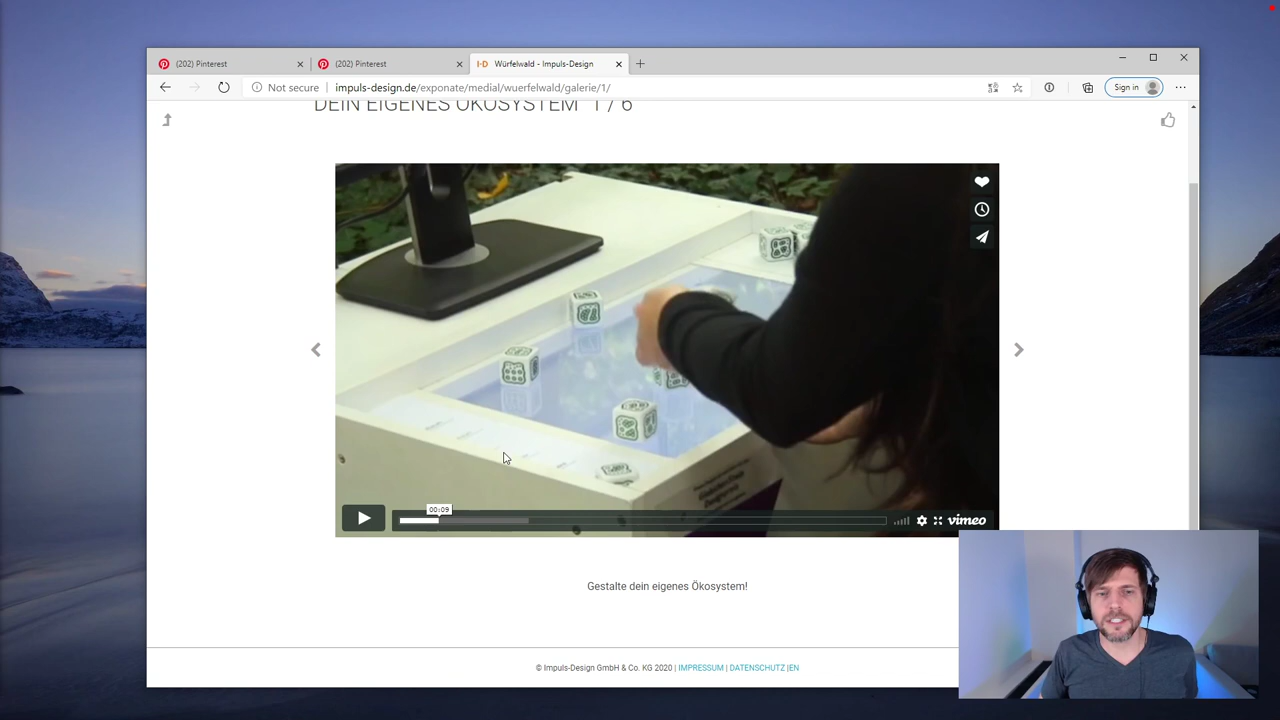 (202) Pinterest
(202) Pinterest
I-D Würfelwald - Impuls-Design
Not secure
impuls-design.de/exponate/medial/wuerfelwald/galerie/1/
Sign in
DEIN EIGENES ÖKOSYSTEM 1 / 6
00:09
vimeo
Gestalte dein eigenes Ökosystem!
© Impuls-Design GmbH & Co. KG 2020 | IMPRESSUM | DATENSCHUTZ |EN